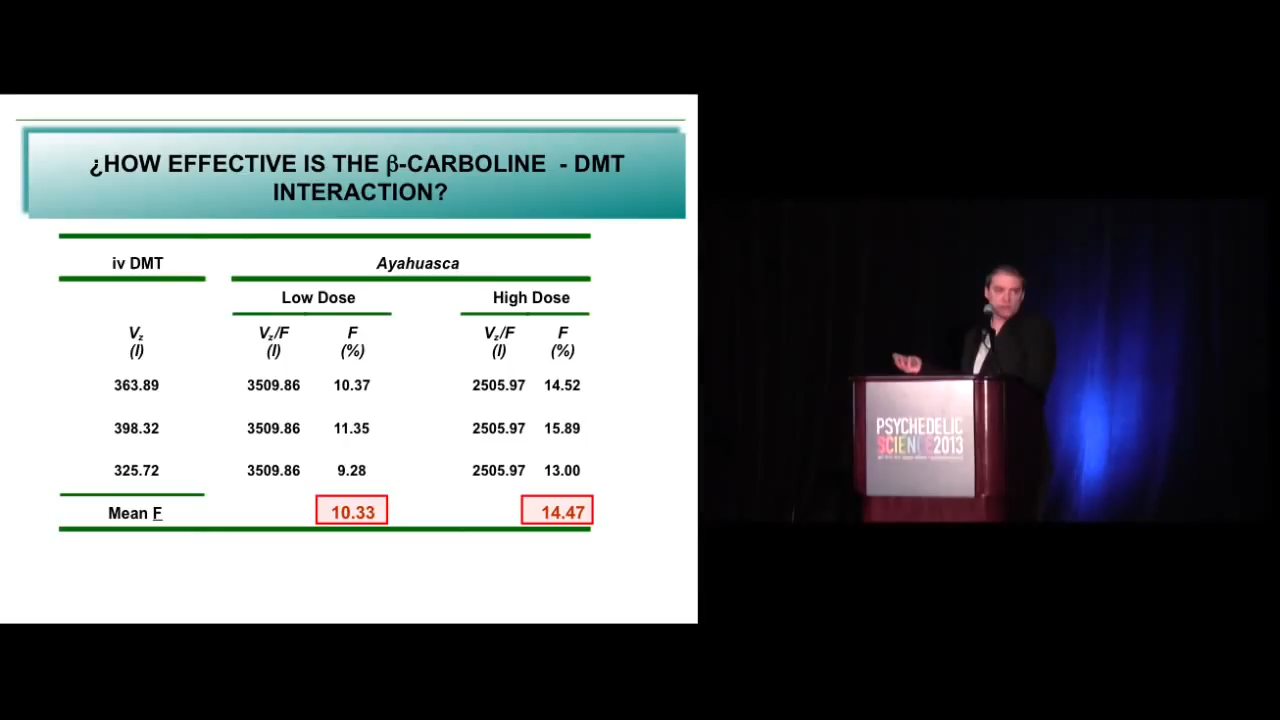 ¿HOW EFFECTIVE IS THE β-CARBOLINE - DMT
INTERACTION?
iv DMT Ayahuasca
Low Dose High Dose
Vz Vz/F F Vz/F F
(l) (l) (%) (l) (%)
363.89 3509.86 10.37 2505.97 14.52
398.32 3509.86 11.35 2505.97 15.89
325.72 3509.86 9.28 2505.97 13.00
Mean F 10.33 14.47
PSYCHEDELIC
SCIENCE2013